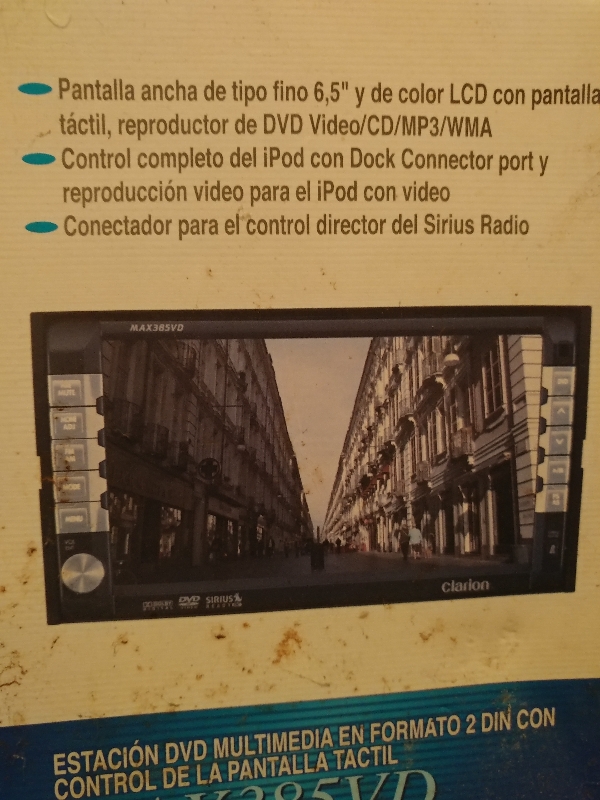 Pantalla ancha de tipo fino 6,5" y de color LCD con pantalla
táctil, reproductor de DVD Video/CD/MP3/WMA
Control completo del iPod con Dock Connector port y
reproducción video para el iPod con video
Conectador para el control director del Sirius Radio
MAX385VD
MENU
DVD
SIRIUS
Clarion
ESTACIÓN DVD MULTIMEDIA EN FORMATO 2 DIN CON
CONTROL DE LA PANTALLA TACTIL
MAX385VD